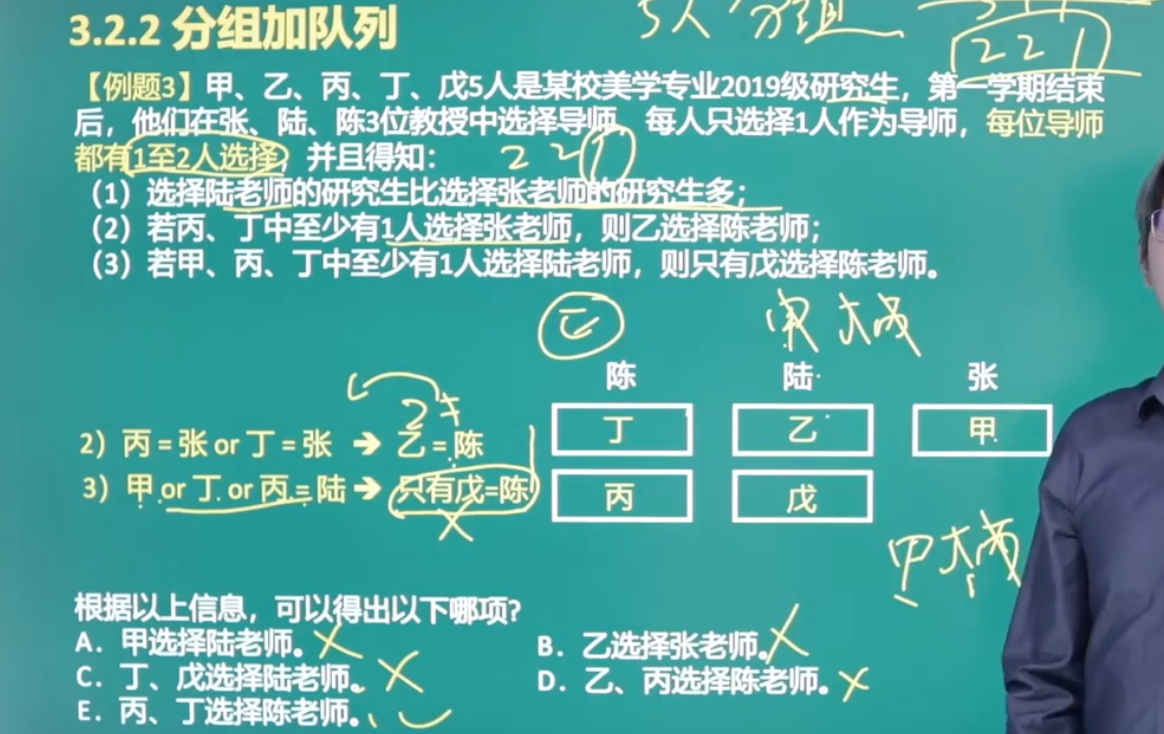 3.2.2 分组加队列
5人 分组
2 2 1
【例题3】甲、乙、丙、丁、戊5人是某校美学专业2019级研究生，第一学期结束
后，他们在张、陆、陈3位教授中选择导师，每人只选择1人作为导师，每位导师
都有1至2人选择，并且得知：
2 2 1
（1）选择陆老师的研究生比选择张老师的研究生多；
（2）若丙、丁中至少有1人选择张老师，则乙选择陈老师；
（3）若甲、丙、丁中至少有1人选择陆老师，则只有戊选择陈老师。
乙
陈 陆 张
2）丙 = 张 or 丁 = 张 → 乙 = 陈
丁 乙 甲
3）甲 or 丁 or 丙 = 陆 → 只有戊=陈
丙 戊
根据以上信息，可以得出以下哪项?
A. 甲选择陆老师。 B. 乙选择张老师。
C. 丁、戊选择陆老师。 D. 乙、丙选择陈老师。
E. 丙、丁选择陈老师。